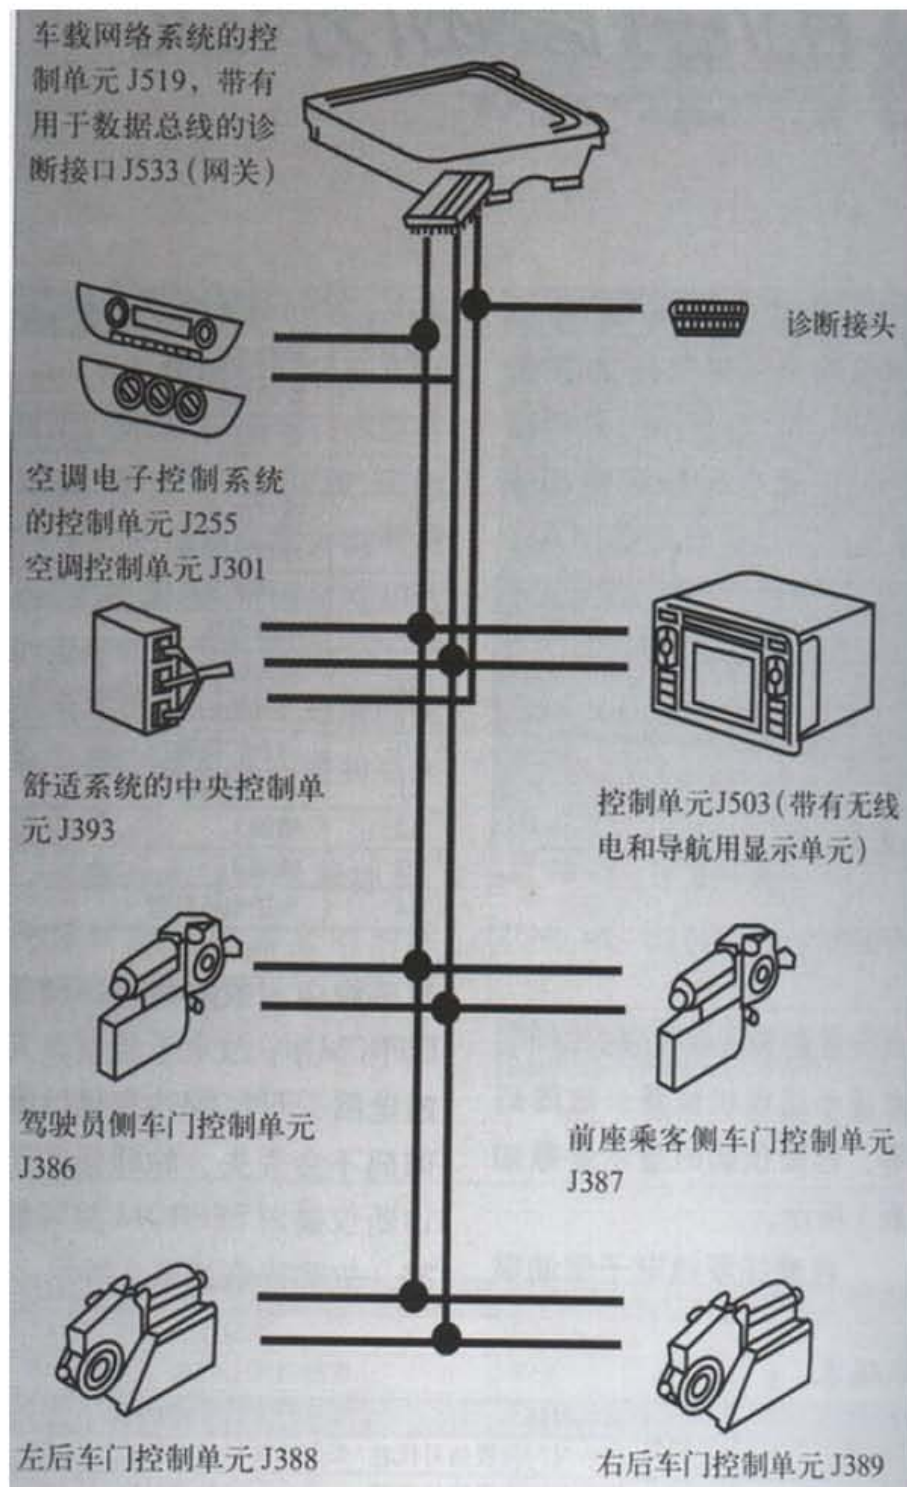 车载网络系统的控
制单元 J519，带有
用于数据总线的诊
断接口 J533（网关）
诊断接头
空调电子控制系统
的控制单元 J255
空调控制单元 J301
舒适系统的中央控制单
元 J393
控制单元J503（带有无线
电和导航用显示单元）
驾驶员侧车门控制单元
J386
前座乘客侧车门控制单元
J387
左后车门控制单元 J388
右后车门控制单元 J389